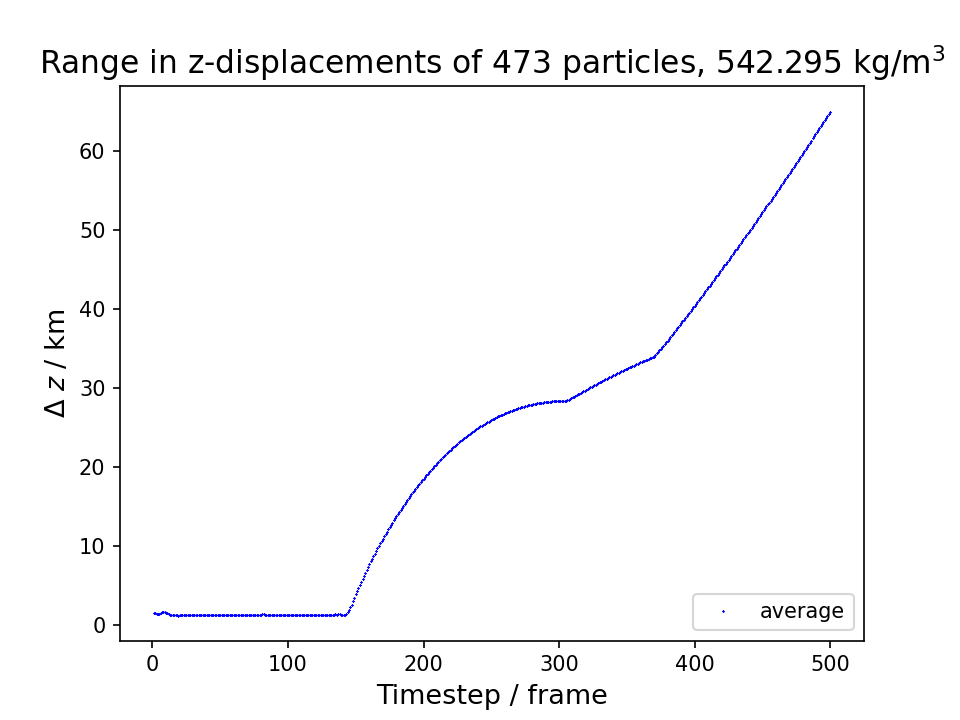 Range in z-displacements of 473 particles, 542.295 kg/m³
Δ z / km
60
50
40
30
20
10
0
average
0 100 200 300 400 500
Timestep / frame